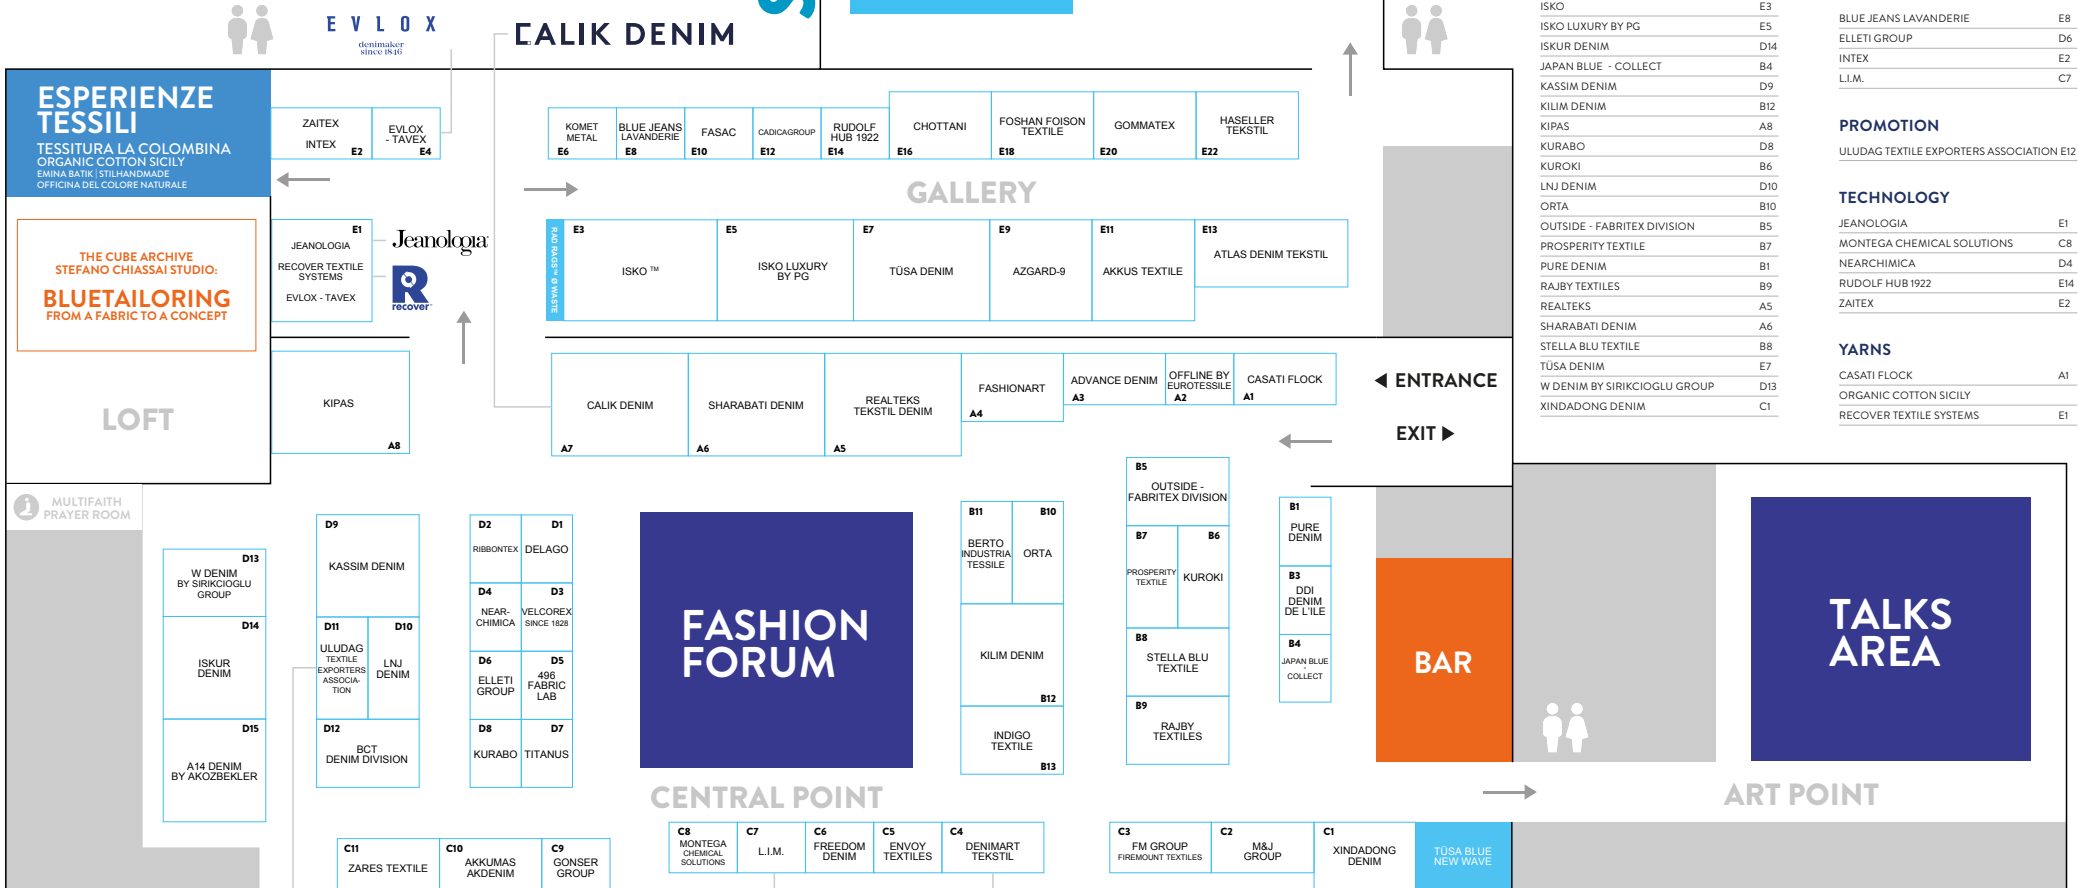 EVLOX
denimaker
since 1846
CALIK DENIM
S
ESPERIENZE
TESSILI
TESSITURA LA COLOMBINA
ORGANIC COTTON SICILY
EMINA BATIK | STILHANDMADE
OFFICINA DEL COLORE NATURALE
ZAITEX
INTEX
E2
EVLOX
- TAVEX
E4
KOMET
METAL
E6
BLUE JEANS
LAVANDERIE
E8
FASAC
E10
CADICAGROUP
E12
RUDOLF
HUB 1922
E14
CHOTTANI
E16
FOSHAN FOISON
TEXTILE
E18
GOMMATEX
E20
HASELLER
TEKSTIL
E22
GALLERY
THE CUBE ARCHIVE
STEFANO CHIASSAI STUDIO:
BLUETAILORING
FROM A FABRIC TO A CONCEPT
LOFT
E1
JEANOLOGIA
RECOVER TEXTILE
SYSTEMS
EVLOX - TAVEX
Jeanologia
R
recover
RAD RAGS™ Ø WASTE
E3
ISKO ™
E5
ISKO LUXURY
BY PG
E7
TÜSA DENIM
E9
AZGARD-9
E11
AKKUS TEXTILE
E13
ATLAS DENIM TEKSTIL
KIPAS
A8
CALIK DENIM
A7
SHARABATI DENIM
A6
REALTEKS
TEKSTIL DENIM
A5
FASHIONART
A4
ADVANCE DENIM
A3
OFFLINE BY
EUROTESSILE
A2
CASATI FLOCK
A1
ENTRANCE
EXIT
MULTIFAITH
PRAYER ROOM
D13
W DENIM
BY SIRIKCIOGLU
GROUP
D14
ISKUR
DENIM
D15
A14 DENIM
BY AKOZBEKLER
D9
KASSIM DENIM
D11
ULUDAG
TEXTILE
EXPORTERS
ASSOCIA-
TION
D10
LNJ
DENIM
D12
BCT
DENIM DIVISION
D2
RIBBONTEX
D1
DELAGO
D4
NEAR-
CHIMICA
D3
VELCOREX
SINCE 1828
D6
ELLETI
GROUP
D5
496
FABRIC
LAB
D8
KURABO
D7
TITANUS
FASHION
FORUM
CENTRAL POINT
B11
BERTO
INDUSTRIA
TESSILE
B10
ORTA
KILIM DENIM
B12
INDIGO
TEXTILE
B13
B5
OUTSIDE -
FABRITEX DIVISION
B7
PROSPERITY
TEXTILE
B6
KUROKI
B8
STELLA BLU
TEXTILE
B9
RAJBY
TEXTILES
B1
PURE
DENIM
B3
DDI
DENIM
DE L'ILE
B4
JAPAN BLUE
-
COLLECT
BAR
TALKS
AREA
ART POINT
C11
ZARES TEXTILE
C10
AKKUMAS
AKDENIM
C9
GONSER
GROUP
C8
MONTEGA
CHEMICAL
SOLUTIONS
C7
L.I.M.
C6
FREEDOM
DENIM
C5
ENVOY
TEXTILES
C4
DENIMART
TEKSTIL
C3
FM GROUP
FIREMOUNT TEXTILES
C2
M&J
GROUP
C1
XINDADONG
DENIM
TÜSA BLUE
NEW WAVE
ISKO E3
ISKO LUXURY BY PG E5
ISKUR DENIM D14
JAPAN BLUE - COLLECT B4
KASSIM DENIM D9
KILIM DENIM B12
KIPAS A8
KURABO D8
KUROKI B6
LNJ DENIM D10
ORTA B10
OUTSIDE - FABRITEX DIVISION B5
PROSPERITY TEXTILE B7
PURE DENIM B1
RAJBY TEXTILES B9
REALTEKS A5
SHARABATI DENIM A6
STELLA BLU TEXTILE B8
TÜSA DENIM E7
W DENIM BY SIRIKCIOGLU GROUP D13
XINDADONG DENIM C1
BLUE JEANS LAVANDERIE E8
ELLETI GROUP D6
INTEX E2
L.I.M. C7
PROMOTION
ULUDAG TEXTILE EXPORTERS ASSOCIATION E12
TECHNOLOGY
JEANOLOGIA E1
MONTEGA CHEMICAL SOLUTIONS C8
NEARCHIMICA D4
RUDOLF HUB 1922 E14
ZAITEX E2
YARNS
CASATI FLOCK A1
ORGANIC COTTON SICILY
RECOVER TEXTILE SYSTEMS E1